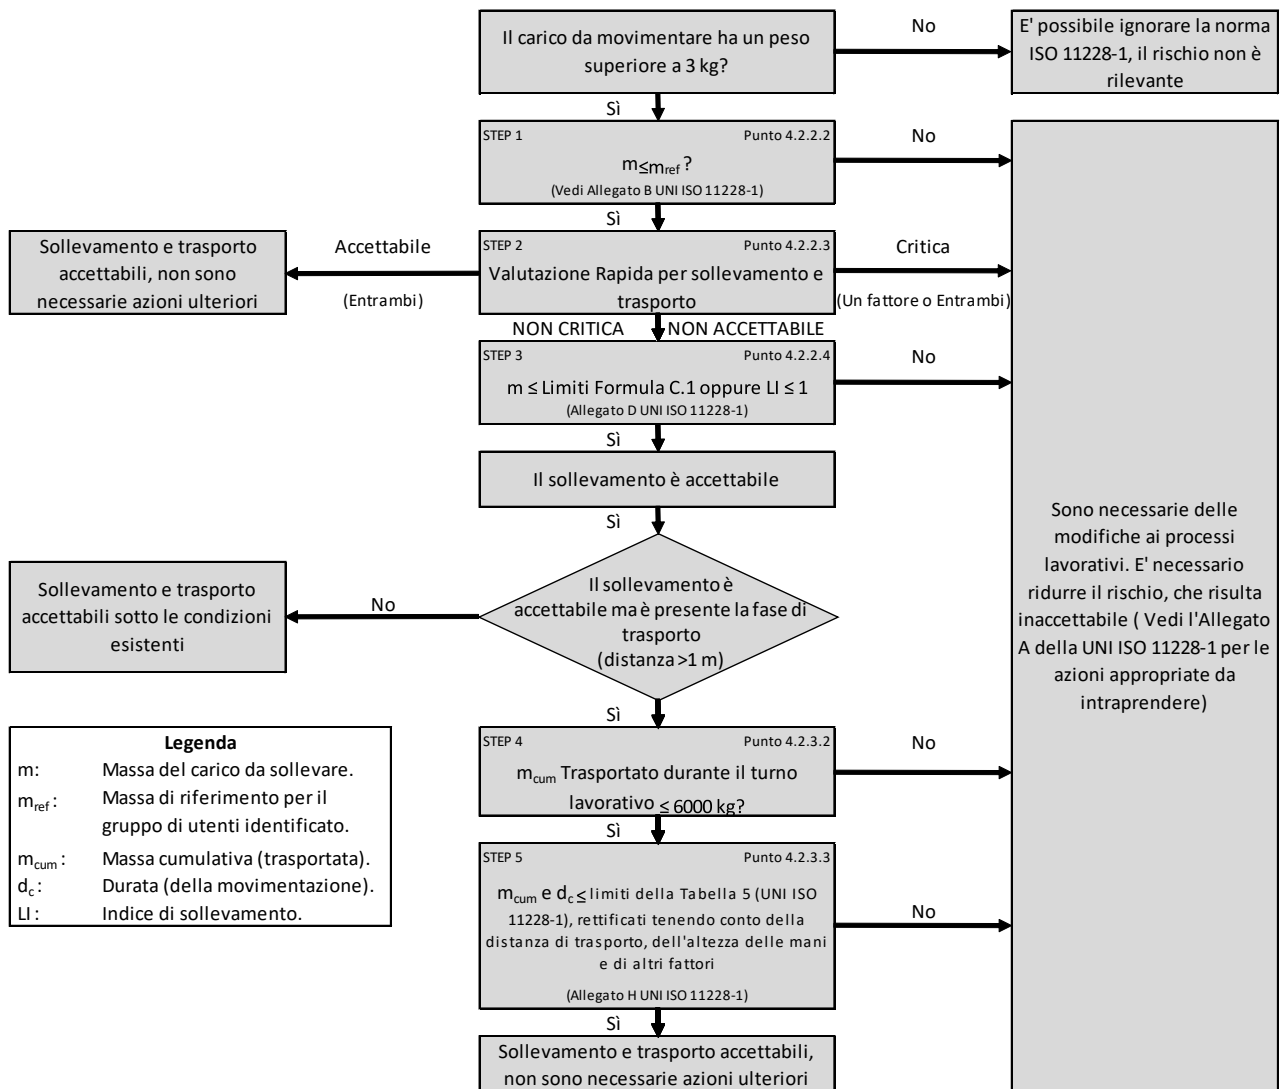 Il carico da movimentare ha un peso
superiore a 3 kg?
No
E' possibile ignorare la norma
ISO 11228-1, il rischio non è
rilevante
Sì
STEP 1
Punto 4.2.2.2
m≤mref ?
(Vedi Allegato B UNI ISO 11228-1)
No
Sì
Sollevamento e trasporto
accettabili, non sono
necessarie azioni ulteriori
Accettabile
(Entrambi)
STEP 2
Punto 4.2.2.3
Valutazione Rapida per sollevamento e
trasporto
Critica
(Un fattore o Entrambi)
NON CRITICA
NON ACCETTABILE
STEP 3
Punto 4.2.2.4
m ≤ Limiti Formula C.1 oppure LI ≤ 1
(Allegato D UNI ISO 11228-1)
No
Sì
Il sollevamento è accettabile
Sì
Il sollevamento è
accettabile ma è presente la fase di
trasporto
(distanza >1 m)
No
Sollevamento e trasporto
accettabili sotto le condizioni
esistenti
Sono necessarie delle
modifiche ai processi
lavorativi. E' necessario
ridurre il rischio, che risulta
inaccettabile ( Vedi l'Allegato
A della UNI ISO 11228-1 per le
azioni appropriate da
intraprendere)
Sì
STEP 4
Punto 4.2.3.2
mcum Trasportato durante il turno
lavorativo ≤ 6000 kg?
No
Sì
STEP 5
Punto 4.2.3.3
mcum e dc ≤ limiti della Tabella 5 (UNI ISO
11228-1), rettificati tenendo conto della
distanza di trasporto, dell'altezza delle mani
e di altri fattori
(Allegato H UNI ISO 11228-1)
No
Sì
Sollevamento e trasporto accettabili,
non sono necessarie azioni ulteriori
Legenda
m: Massa del carico da sollevare.
mref : Massa di riferimento per il
gruppo di utenti identificato.
mcum : Massa cumulativa (trasportata).
dc : Durata (della movimentazione).
LI : Indice di sollevamento.